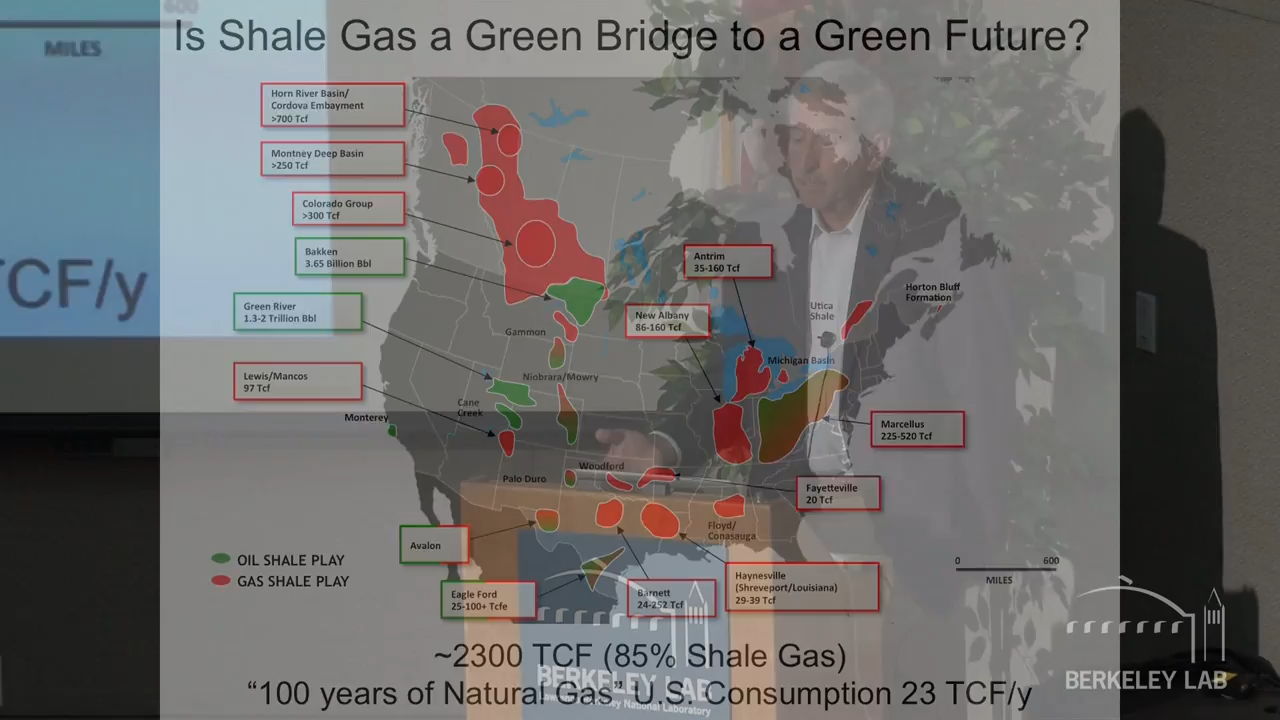 600
MILES
TCF/y
Is Shale Gas a Green Bridge to a Green Future?
Horn River Basin/
Cordova Embayment
>700 Tcf
Montney Deep Basin
>250 Tcf
Colorado Group
>300 Tcf
Bakken
3.65 Billion Bbl
Green River
1.3-2 Trillion Bbl
Lewis/Mancos
97 Tcf
Monterey
Gammon
Niobrara/Mowry
Cane
Creek
Antrim
35-160 Tcf
New Albany
86-160 Tcf
Utica
Shale
Horton Bluff
Formation
Michigan Basin
Marcellus
225-520 Tcf
Woodford
Palo Duro
Fayetteville
20 Tcf
Floyd/
Conasauga
Avalon
Eagle Ford
25-100+ Tcfe
Barnett
24-252 Tcf
Haynesville
(Shreveport/Louisiana)
29-39 Tcf
OIL SHALE PLAY
GAS SHALE PLAY
0 600
MILES
~2300 TCF (85% Shale Gas)
"100 years of Natural Gas" U.S. Consumption 23 TCF/y
BERKELEY LAB
National Laboratory
BERKELEY LAB